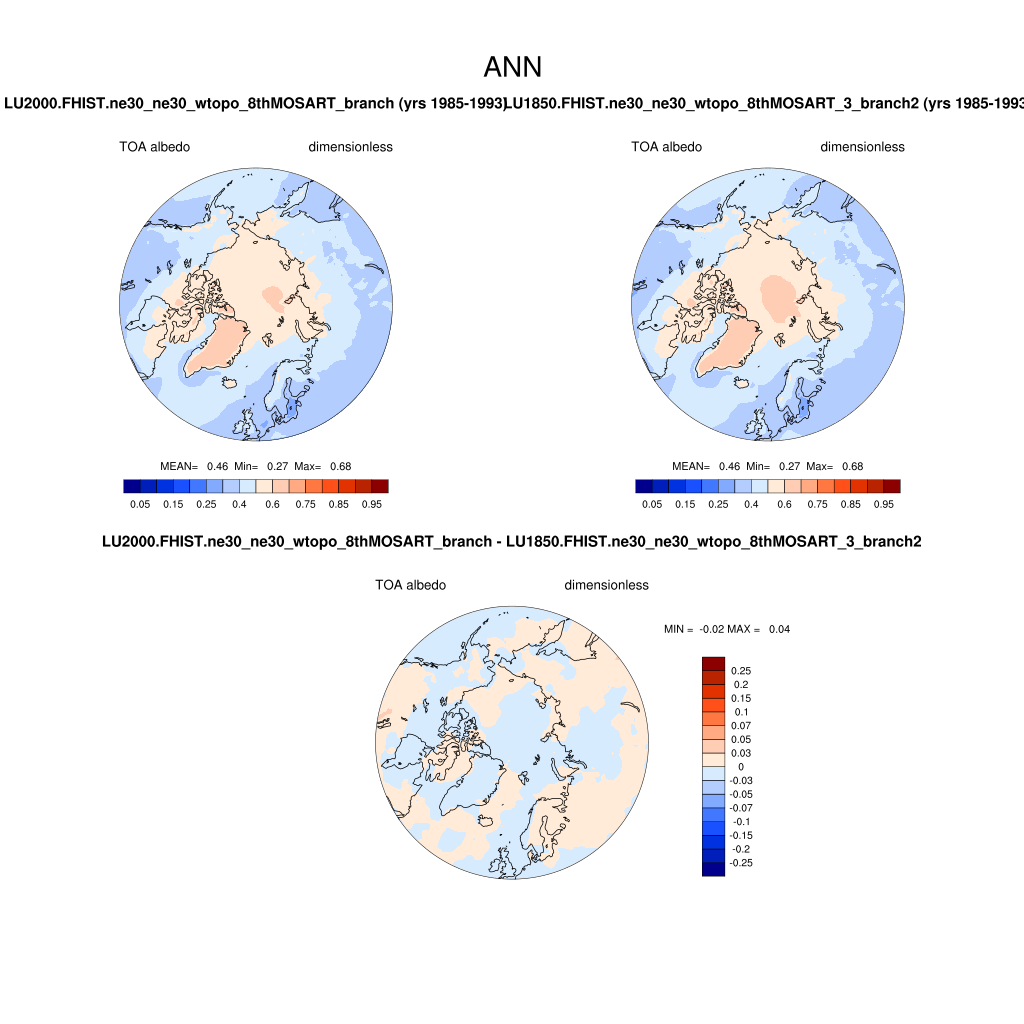 ANN
LU2000.FHIST.ne30_ne30_wtopo_8thMOSART_branch (yrs 1985-1993)
LU1850.FHIST.ne30_ne30_wtopo_8thMOSART_3_branch2 (yrs 1985-1993
TOA albedo dimensionless
TOA albedo dimensionless
MEAN= 0.46 Min= 0.27 Max= 0.68
MEAN= 0.46 Min= 0.27 Max= 0.68
0.05 0.15 0.25 0.4 0.6 0.75 0.85 0.95
0.05 0.15 0.25 0.4 0.6 0.75 0.85 0.95
LU2000.FHIST.ne30_ne30_wtopo_8thMOSART_branch - LU1850.FHIST.ne30_ne30_wtopo_8thMOSART_3_branch2
TOA albedo dimensionless
MIN = -0.02 MAX = 0.04
0.25
0.2
0.15
0.1
0.07
0.05
0.03
0
-0.03
-0.05
-0.07
-0.1
-0.15
-0.2
-0.25